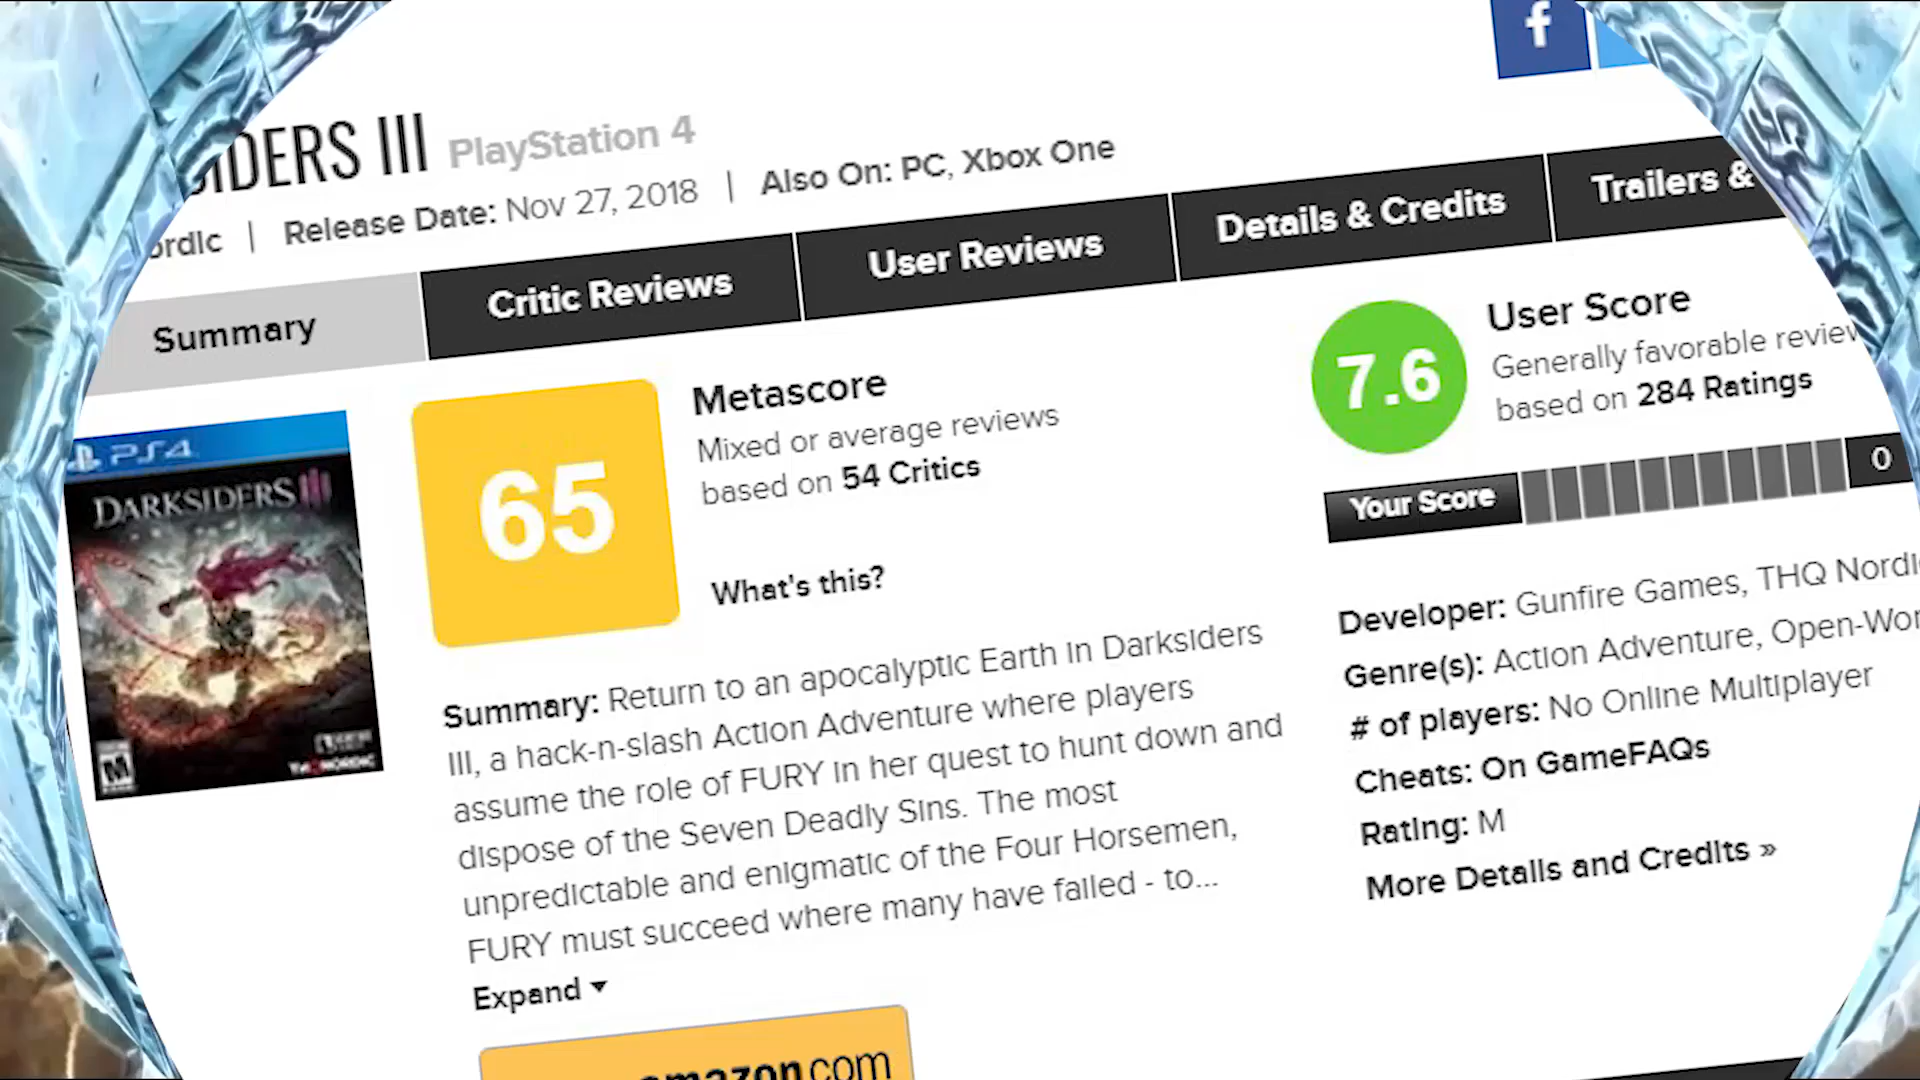 f
SIDERS III PlayStation 4
ordic | Release Date: Nov 27, 2018 | Also On: PC, Xbox One
Summary
Critic Reviews
User Reviews
Details & Credits
Trailers &
PS4
DARKSIDERS III
M
THQ NORDIC
65
Metascore
Mixed or average reviews
based on 54 Critics
What's this?
Summary: Return to an apocalyptic Earth in Darksiders
III, a hack-n-slash Action Adventure where players
assume the role of FURY in her quest to hunt down and
dispose of the Seven Deadly Sins. The most
unpredictable and enigmatic of the Four Horsemen,
FURY must succeed where many have failed - to...
Expand
amazon.com
7.6
User Score
Generally favorable review
based on 284 Ratings
Your Score
0
Developer: Gunfire Games, THQ Nordi
Genre(s): Action Adventure, Open-Wor
# of players: No Online Multiplayer
Cheats: On GameFAQs
Rating: M
More Details and Credits »